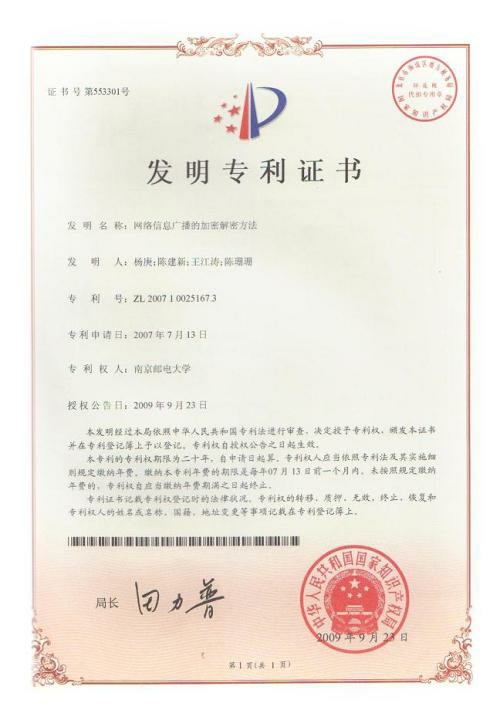 证书号第553301号
印花税
代扣专用章
国家知识产权局
发明专利证书
发明名称：网络信息广播的加密解密方法
发明人：杨庚;陈建新;王江涛;陈珊珊
专利号：ZL 2007 1 0025167.3
专利申请日：2007年7月13日
专利权人：南京邮电大学
授权公告日：2009年9月23日
本发明经过本局依照中华人民共和国专利法进行审查，决定授予专利权，颁发本证书
并在专利登记簿上予以登记。专利权自授权公告之日起生效。
本专利的专利权期限为二十年，自申请日起算。专利权人应当依照专利法及其实施细
则规定缴纳年费。缴纳本专利年费的期限是每年07月13日前一个月内。未按照规定缴纳
年费的，专利权自应当缴纳年费期满之日起终止。
专利证书记载专利权登记时的法律状况。专利权的转移、质押、无效、终止、恢复和
专利权人的姓名或名称、国籍、地址变更等事项记载在专利登记簿上。
局长 田力普
中华人民共和国国家知识产权局
2009年9月23日
第1页(共1页)